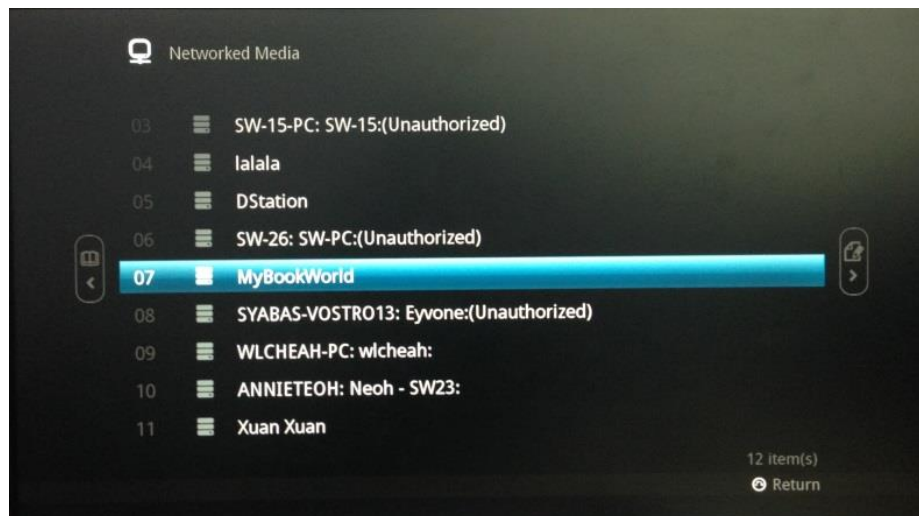 Networked Media
03 SW-15-PC: SW-15:(Unauthorized)
04 lalala
05 DStation
06 SW-26: SW-PC:(Unauthorized)
07 MyBookWorld
08 SYABAS-VOSTRO13: Eyvone:(Unauthorized)
09 WLCHEAH-PC: wlcheah:
10 ANNIETEOH: Neoh - SW23:
11 Xuan Xuan
12 item(s)
Return